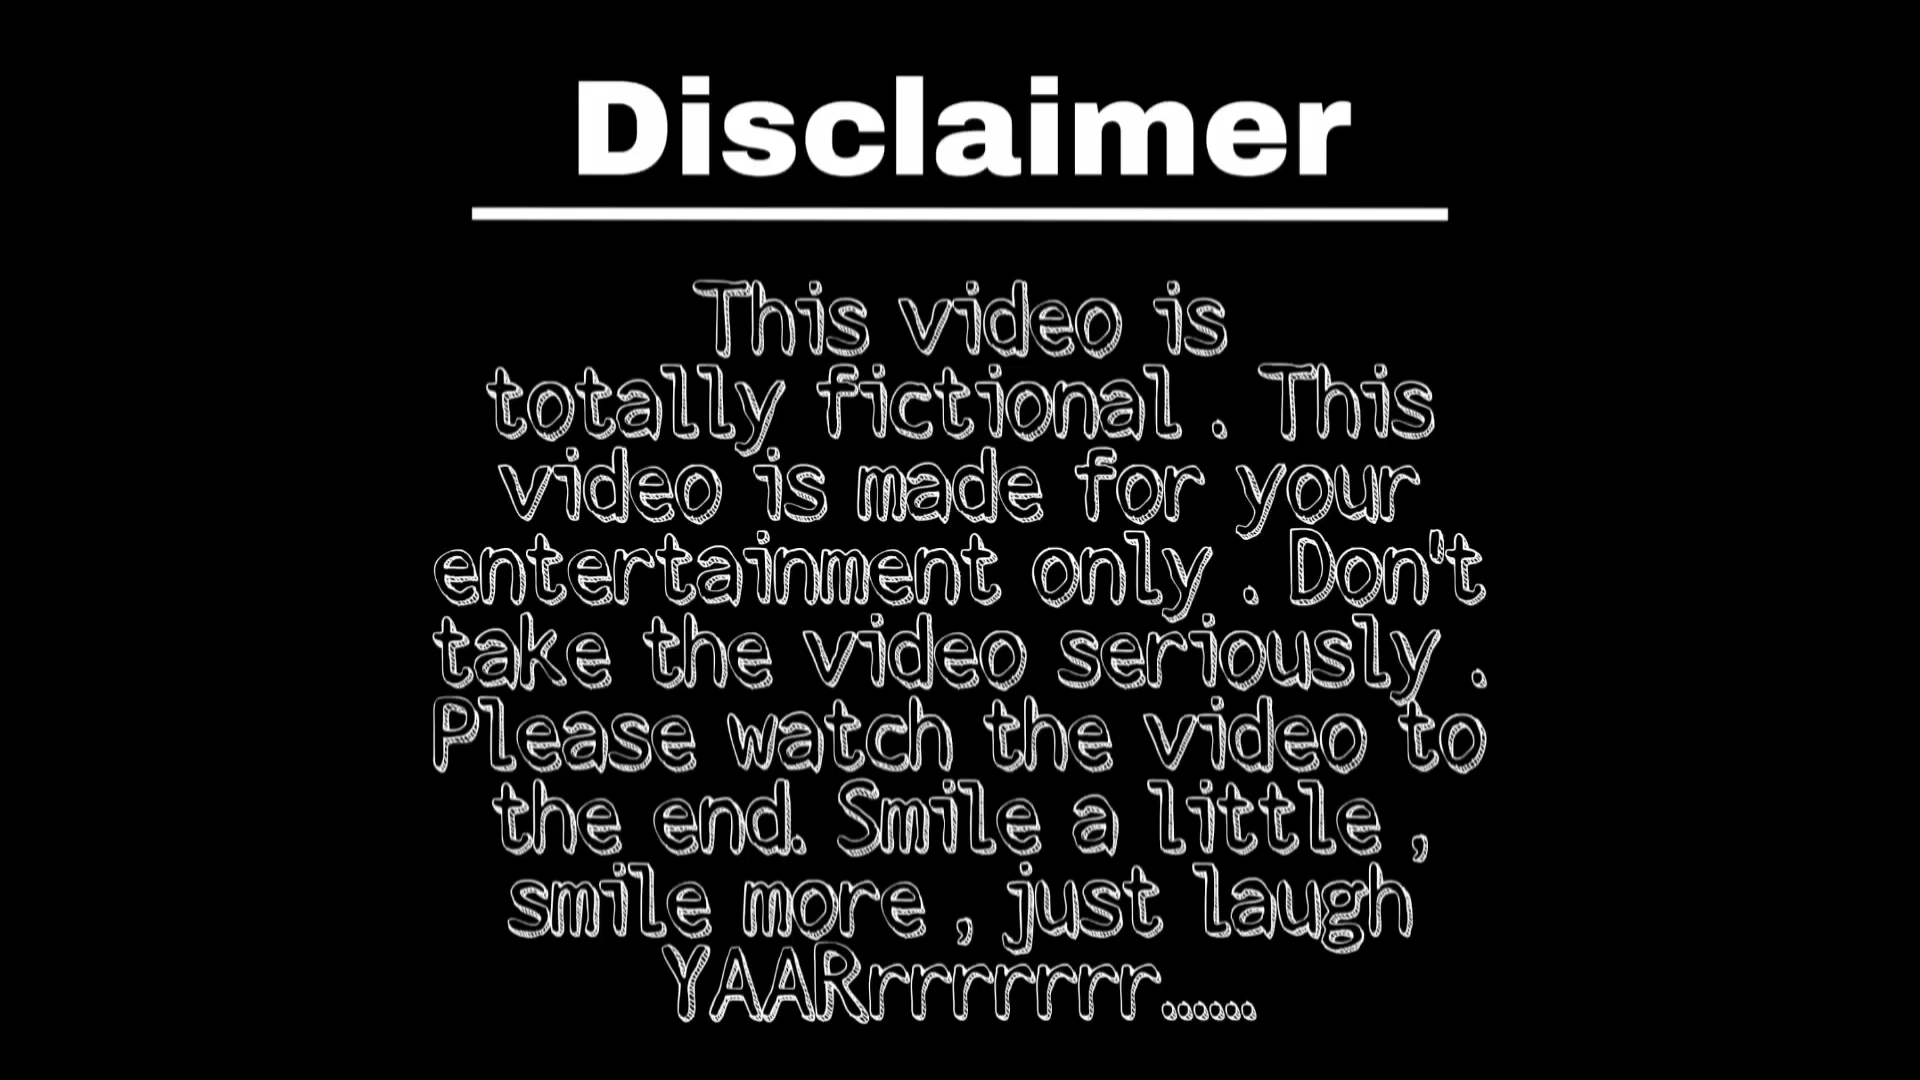 Disclaimer
This video is
totally fictional . This
video is made for your
entertainment only . Don't
take the video seriously .
Please watch the video to
the end. Smile a little ,
smile more , just laugh
YAARrrrrrrr......